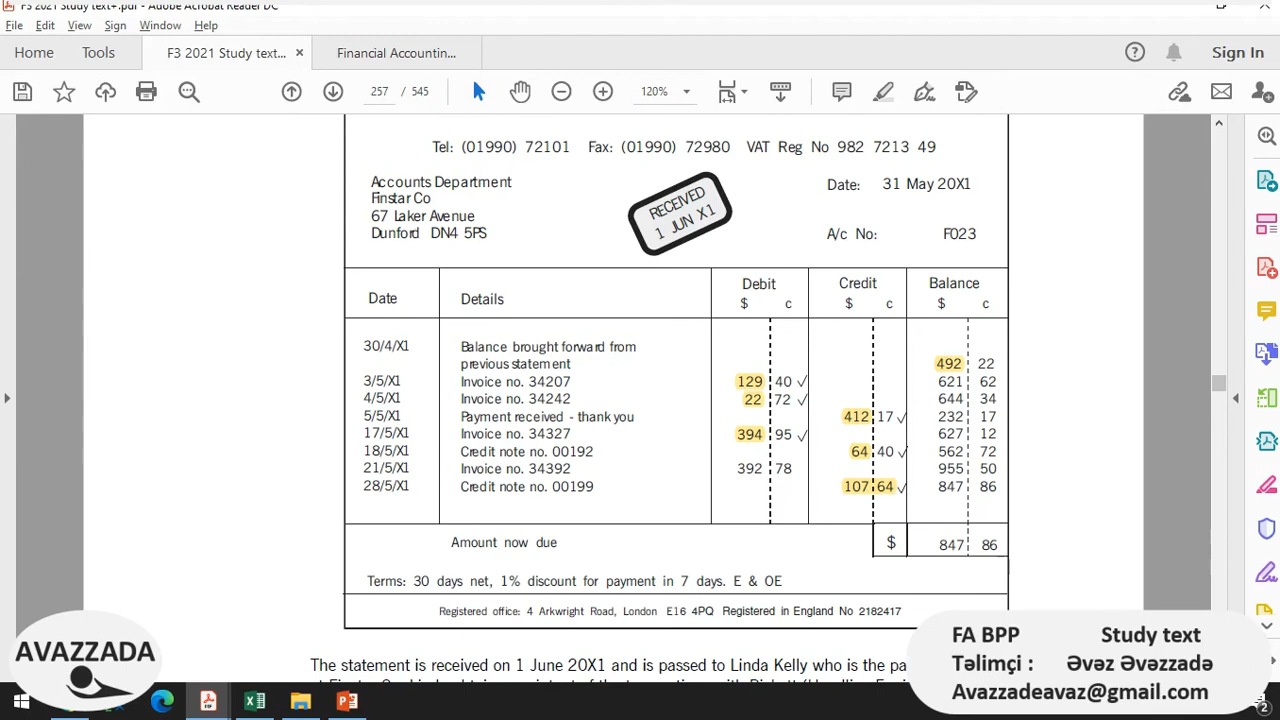 F3 2021 Study text+.pdf - Adobe Acrobat Reader DC
File Edit View Sign Window Help
Home Tools F3 2021 Study text... × Financial Accountin... Sign In
257 / 545 120%
Tel: (01990) 72101 Fax: (01990) 72980 VAT Reg No 982 7213 49
Accounts Department
Finstar Co
67 Laker Avenue
Dunford DN4 5PS
RECEIVED
1 JUN X1
Date: 31 May 20X1
A/c No: F023
Date Details Debit Credit Balance
$ c $ c $ c
30/4/X1 Balance brought forward from
previous statement 492 22
3/5/X1 Invoice no. 34207 129 40 ✓ 621 62
4/5/X1 Invoice no. 34242 22 72 ✓ 644 34
5/5/X1 Payment received - thank you 412 17 ✓ 232 17
17/5/X1 Invoice no. 34327 394 95 ✓ 627 12
18/5/X1 Credit note no. 00192 64 40 ✓ 562 72
21/5/X1 Invoice no. 34392 392 78 955 50
28/5/X1 Credit note no. 00199 107 64 ✓ 847 86
Amount now due $ 847 86
Terms: 30 days net, 1% discount for payment in 7 days. E & OE
Registered office: 4 Arkwright Road, London E16 4PQ Registered in England No 2182417
The statement is received on 1 June 20X1 and is passed to Linda Kelly who is the
AVAZZADA
FA BPP Study text
Təlimçi : Əvəz Əvəzzadə
Avazzadeavaz@gmail.com
2